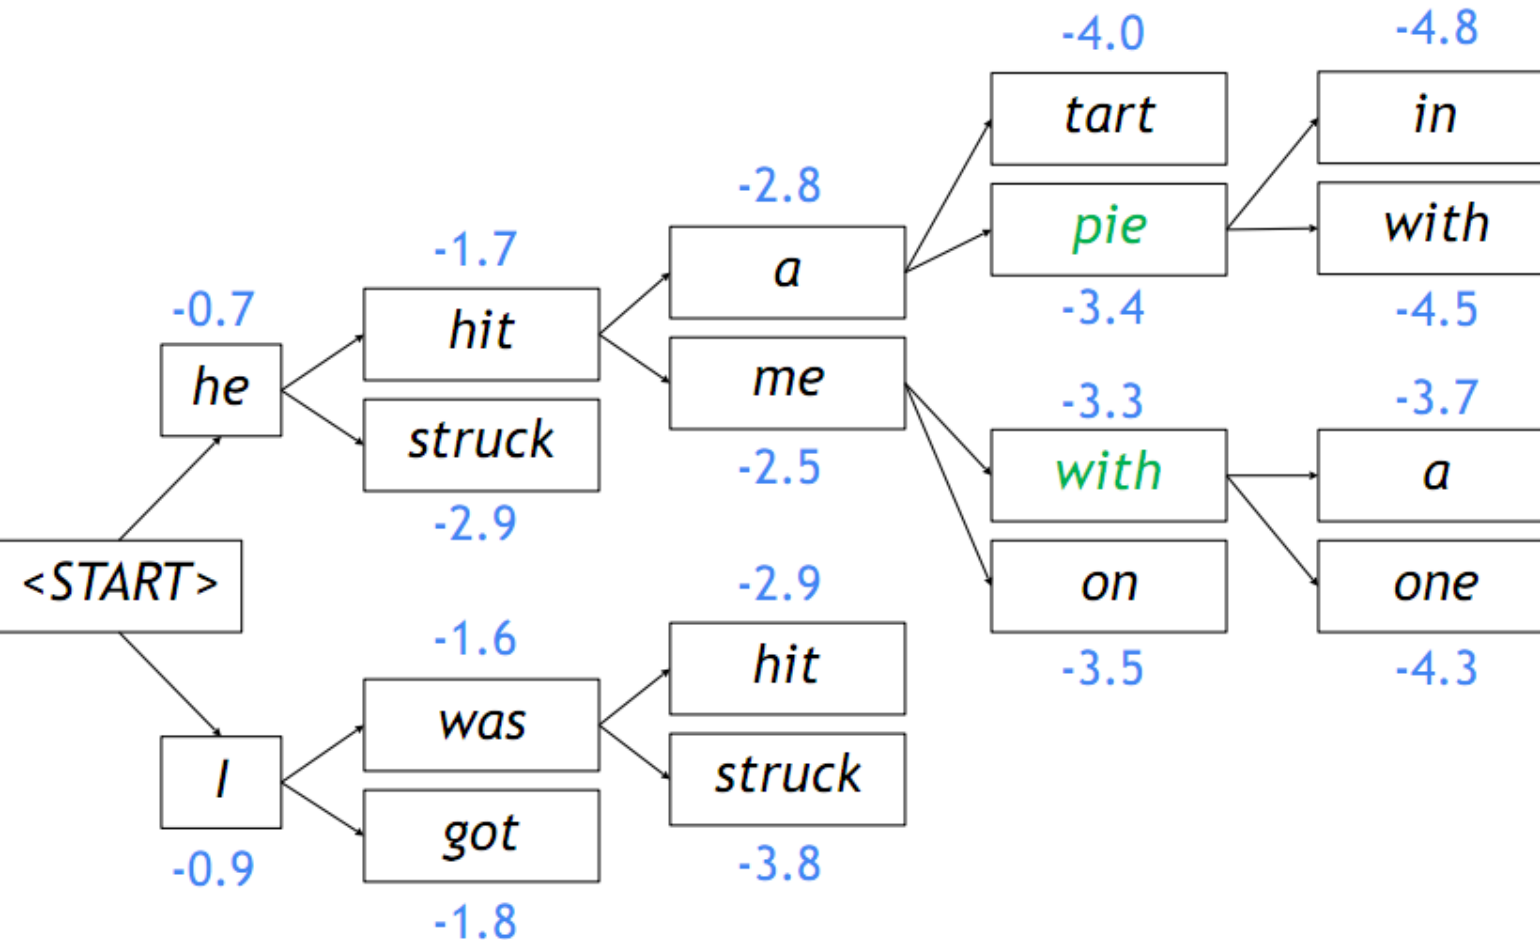 -4.0
-4.8
tart
in
-2.8
pie
with
-1.7
a
-3.4
-4.5
-0.7
hit
me
-3.3
-3.7
he
struck
-2.5
with
a
-2.9
<START>
-2.9
on
one
-1.6
hit
-3.5
-4.3
I
was
struck
-0.9
got
-3.8
-1.8